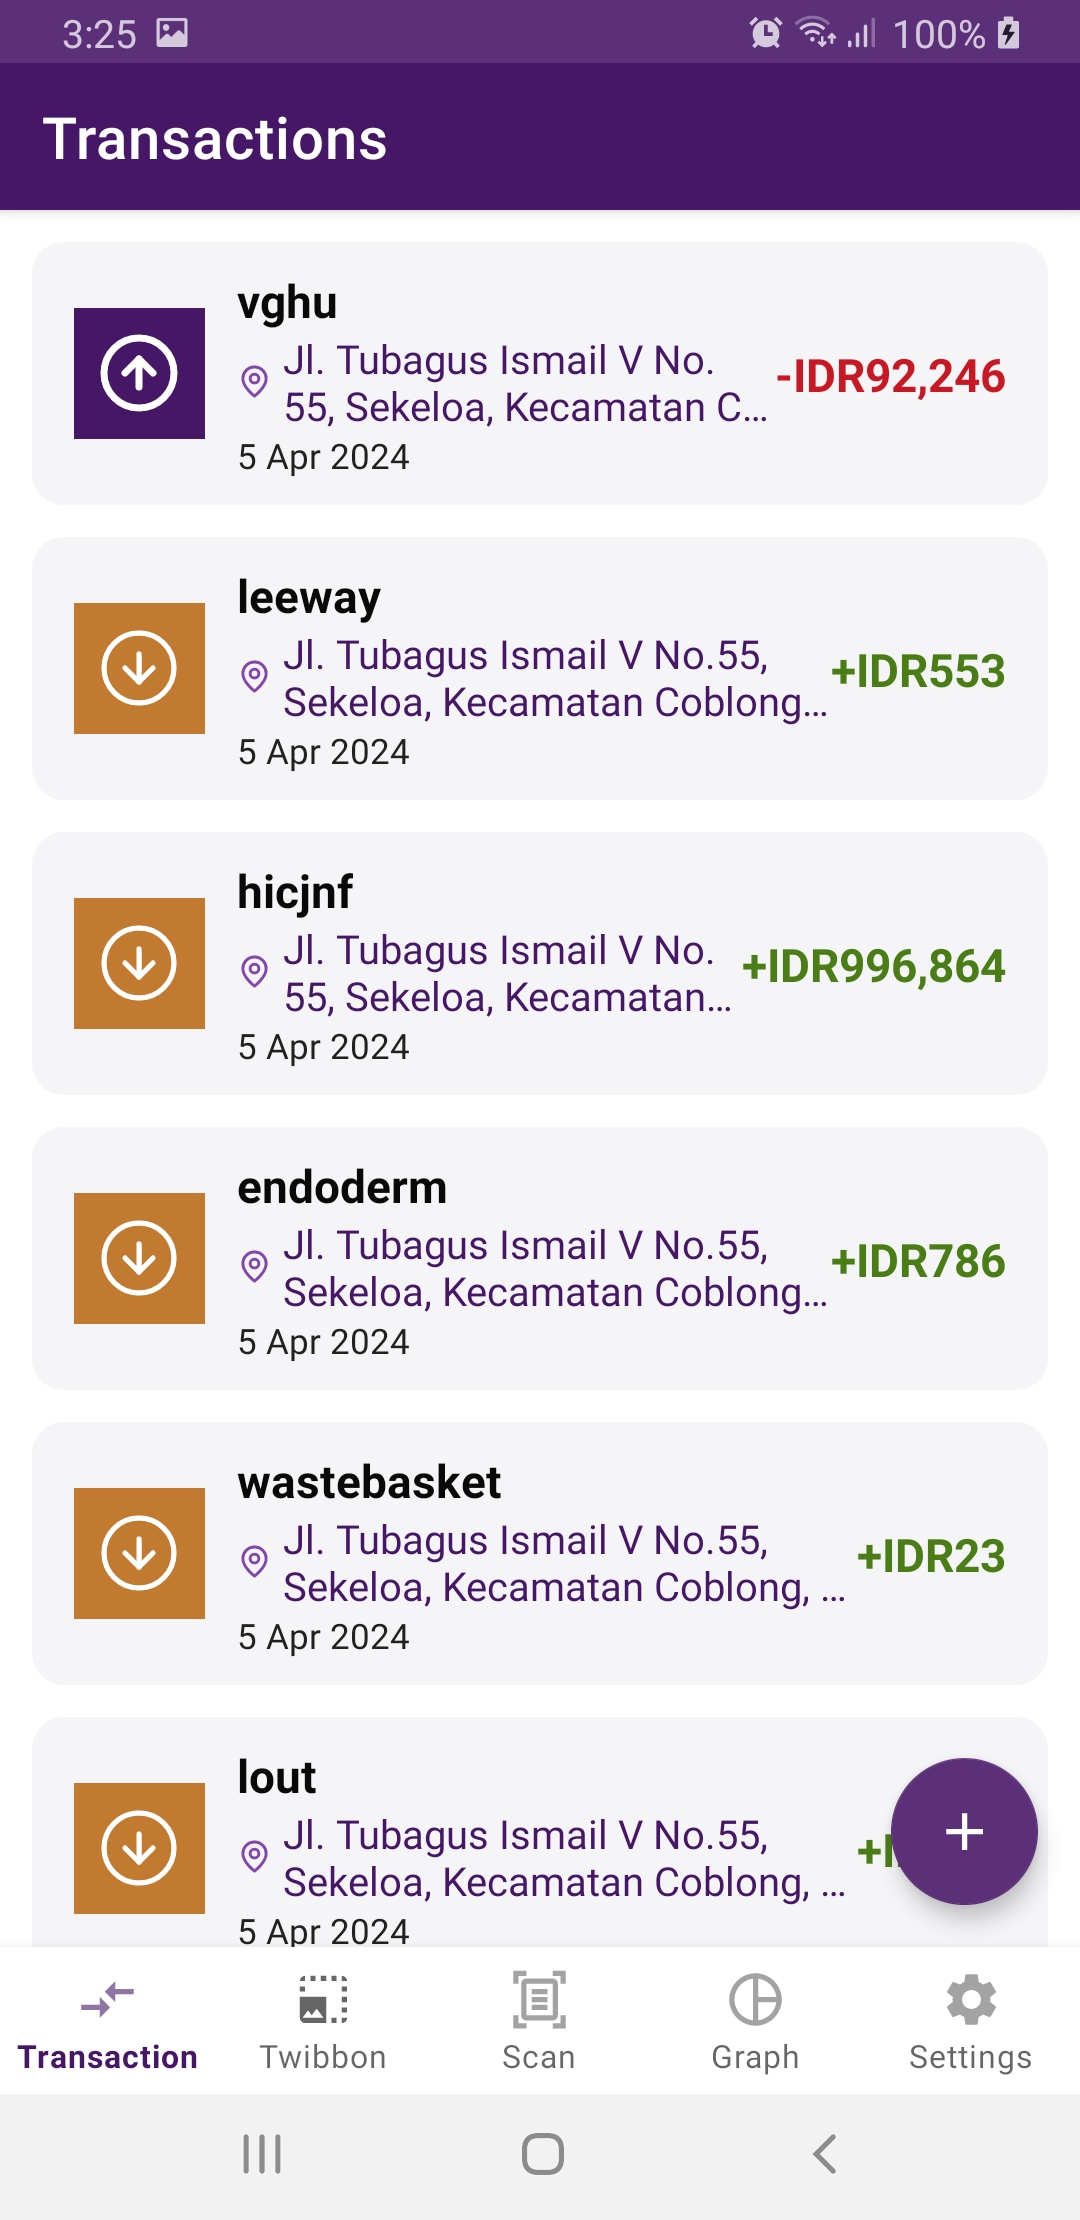 3:25
100%
Transactions
vghu
Jl. Tubagus Ismail V No.
55, Sekeloa, Kecamatan C…
-IDR92,246
5 Apr 2024
leeway
Jl. Tubagus Ismail V No.55,
Sekeloa, Kecamatan Coblong…
+IDR553
5 Apr 2024
hicjnf
Jl. Tubagus Ismail V No.
55, Sekeloa, Kecamatan…
+IDR996,864
5 Apr 2024
endoderm
Jl. Tubagus Ismail V No.55,
Sekeloa, Kecamatan Coblong…
+IDR786
5 Apr 2024
wastebasket
Jl. Tubagus Ismail V No.55,
Sekeloa, Kecamatan Coblong, …
+IDR23
5 Apr 2024
lout
Jl. Tubagus Ismail V No.55,
Sekeloa, Kecamatan Coblong, …
5 Apr 2024
Transaction
Twibbon
Scan
Graph
Settings